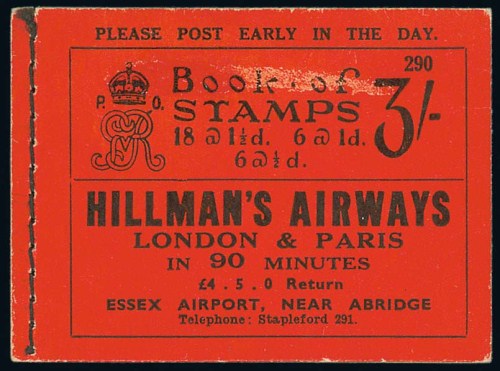 PLEASE POST EARLY IN THE DAY.
290
P. O.
GVR
Book of
STAMPS
3/-
18 @ 1½d. 6 @ 1d.
6 @ ½d.
HILLMAN'S AIRWAYS
LONDON & PARIS
IN 90 MINUTES
£4.5.0 Return
ESSEX AIRPORT, NEAR ABRIDGE
Telephone: Stapleford 291.